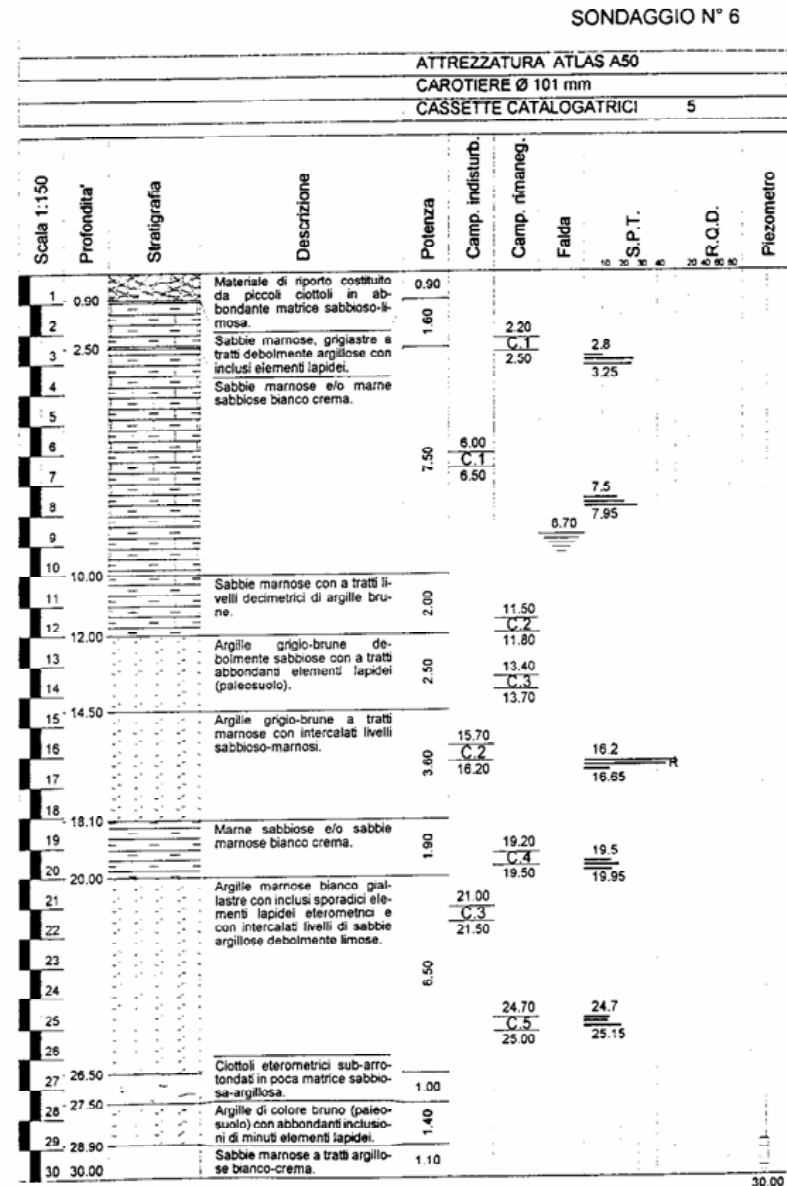 SONDAGGIO N° 6
ATTREZZATURA ATLAS A50
CAROTIERE Ø 101 mm
CASSETTE CATALOGATRICI 5
Scala 1:150
Profondita'
Stratigrafia
Descrizione
Potenza
Camp. indisturb.
Camp. rimaneg.
Falda
S.P.T.
10 20 30 40
R.Q.D.
20 40 60 80
Piezometro
Materiale di riporto costituito
da piccoli ciottoli in ab-
bondante matrice sabbioso-li-
mosa.
0.90
1
0.90
2
1.60
Sabbie marnose, grigiastre a
tratti debolmente argillose con
inclusi elementi lapidei.
2.20
C.1
2.50
2.8
3.25
3
2.50
Sabbie marnose e/o marne
sabbiose bianco crema.
4
5
6
7
8
9
10
7.50
6.00
C.1
6.50
7.5
7.95
8.70
10.00
Sabbie marnose con a tratti li-
velli decimetrici di argille bru-
ne.
11
12
2.00
11.50
C.2
11.80
12.00
Argille grigio-brune de-
bolmente sabbiose con a tratti
abbondanti elementi lapidei
(paleosuolo).
13
14
2.50
13.40
C.3
13.70
15
14.50
Argille grigio-brune a tratti
marnose con intercalati livelli
sabbioso-marnosi.
16
17
18
3.60
15.70
C.2
16.20
16.2
R
16.65
18.10
Marne sabbiose e/o sabbie
marnose bianco crema.
19
20
1.90
19.20
C.4
19.50
19.5
19.95
20.00
Argille marnose bianco gial-
lastre con inclusi sporadici ele-
menti lapidei eterometrici e
con intercalati livelli di sabbie
argillose debolmente limose.
21
22
23
24
25
26
6.50
21.00
C.3
21.50
24.70
C.5
25.00
24.7
25.15
Ciottoli eterometrici sub-arro-
tondati in poca matrice sabbio-
sa-argillosa.
27
26.50
1.00
28
27.50
Argille di colore bruno (paleo-
suolo) con abbondanti inclusio-
ni di minuti elementi lapidei.
1.40
29
28.90
Sabbie marnose a tratti argillo-
se bianco-crema.
1.10
30
30.00
30.00